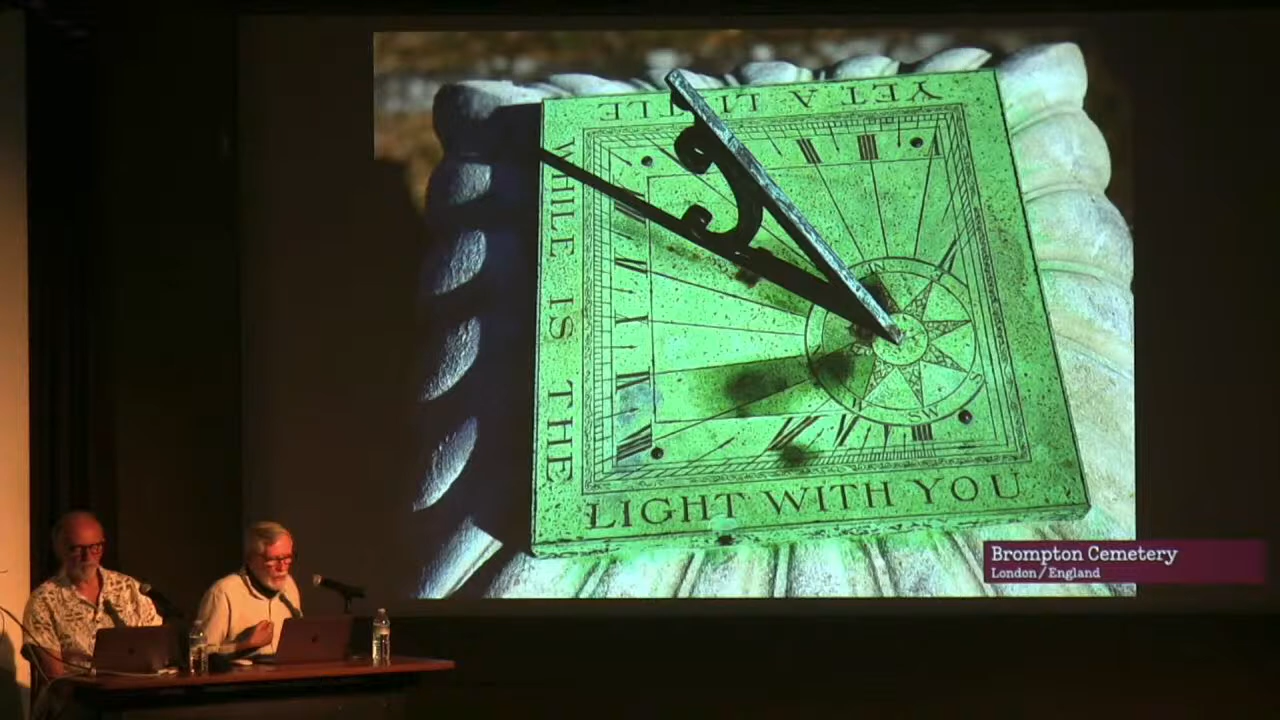 YET A LITTLE
WHILE IS THE
LIGHT WITH YOU
SW
S
Brompton Cemetery
London/England